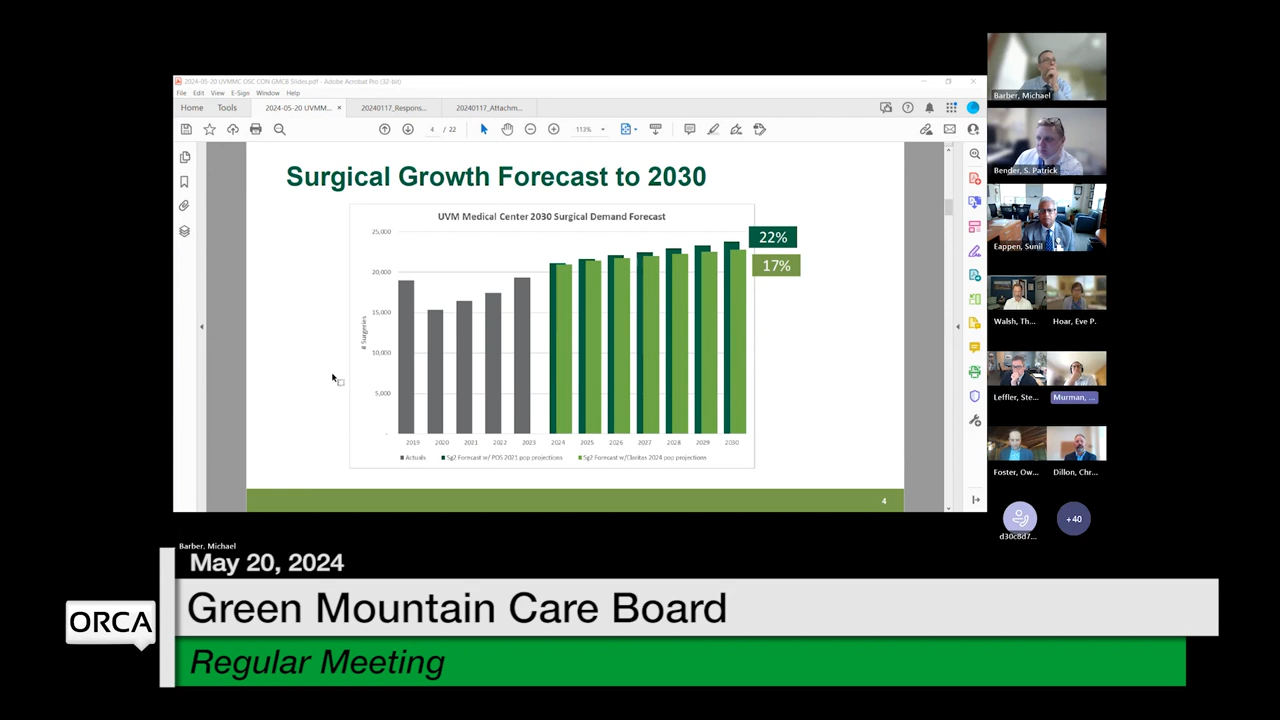 2024-05-20 UVMMC OSC CON GMCB Slides.pdf - Adobe Acrobat Pro (32-bit)
File Edit View E-Sign Window Help
Home Tools 2024-05-20 UVMM... × 20240117_Respons... 20240117_Attachm...
4 / 22 113%
Surgical Growth Forecast to 2030
UVM Medical Center 2030 Surgical Demand Forecast
25,000
20,000
15,000
10,000
5,000
-
# Surgeries
22%
17%
2019 2020 2021 2022 2023 2024 2025 2026 2027 2028 2029 2030
Actuals Sg2 Forecast w/ POS 2021 pop projections Sg2 Forecast w/Claritas 2024 pop projections
4
Barber, Michael
Bender, S. Patrick
Eappen, Sunil
Walsh, Th... Hoar, Eve P.
Leffler, Ste... Murman, ...
Foster, Ow... Dillon, Chr...
+40
d30c8d7...
Barber, Michael
May 20, 2024
ORCA
Green Mountain Care Board
Regular Meeting